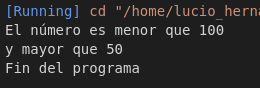 [Running] cd "/home/lucio_hern
El número es menor que 100
y mayor que 50
Fin del programa